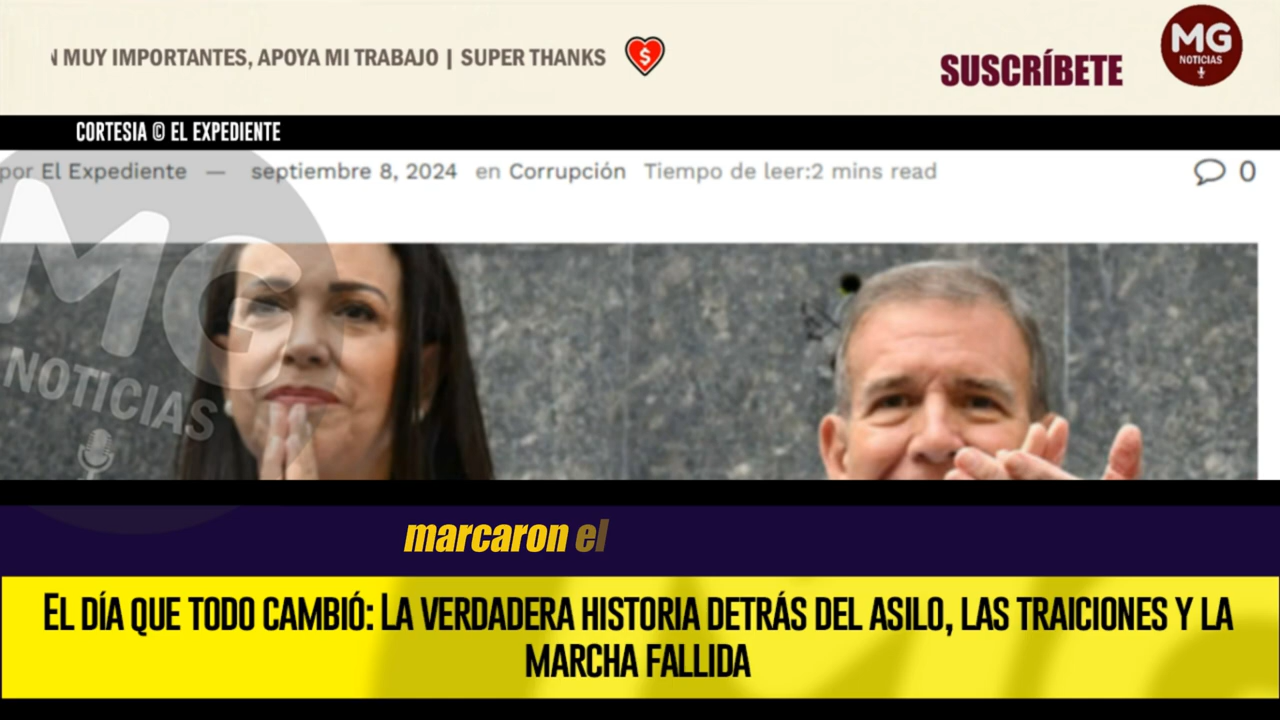 MUY IMPORTANTES, APOYA MI TRABAJO | SUPER THANKS
$
SUSCRÍBETE
MG
NOTICIAS
CORTESIA © EL EXPEDIENTE
por El Expediente — septiembre 8, 2024 en Corrupción Tiempo de leer:2 mins read
0
MG
NOTICIAS
marcaron el
EL DÍA QUE TODO CAMBIÓ: LA VERDADERA HISTORIA DETRÁS DEL ASILO, LAS TRAICIONES Y LA
MARCHA FALLIDA